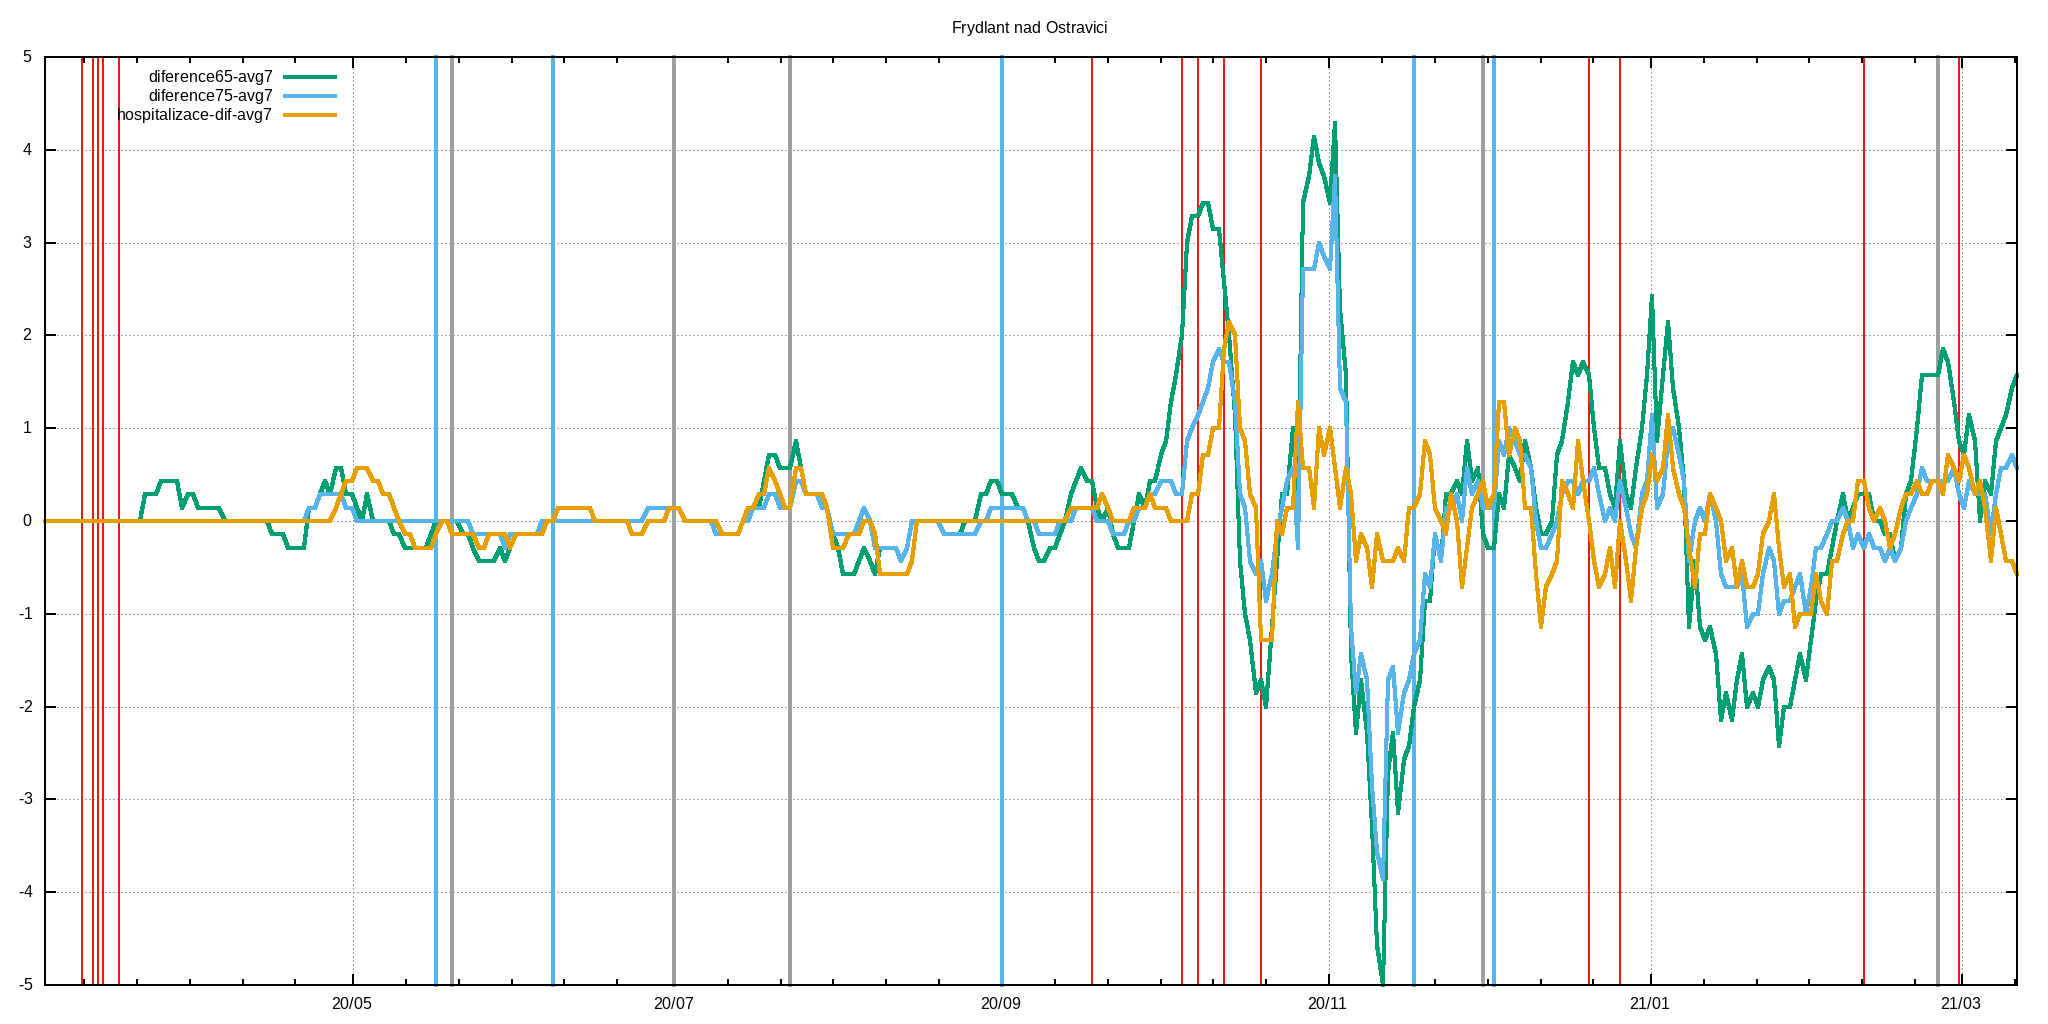 Frydlant nad Ostravici
diference65-avg7
diference75-avg7
hospitalizace-dif-avg7
5
4
3
2
1
0
-1
-2
-3
-4
-5
20/05 20/07 20/09 20/11 21/01 21/03